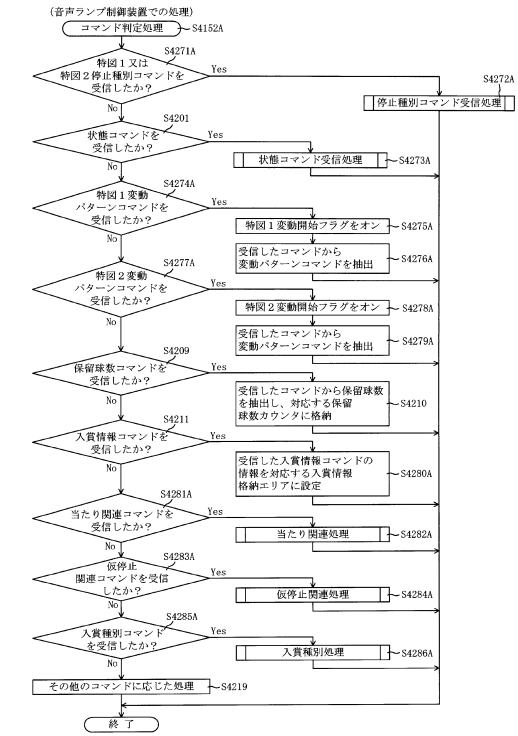 (音声ランプ制御装置での処理)
コマンド判定処理
S4152A
S4271A
特図1又は
特図2停止種別コマンドを
受信したか?
Yes
No
S4272A
停止種別コマンド受信処理
S4201
状態コマンドを
受信したか?
Yes
No
状態コマンド受信処理
S4273A
S4274A
特図1変動
パターンコマンドを
受信したか?
Yes
No
特図1変動開始フラグをオン
S4275A
受信したコマンドから
変動パターンコマンドを抽出
S4276A
S4277A
特図2変動
パターンコマンドを
受信したか?
Yes
No
特図2変動開始フラグをオン
S4278A
受信したコマンドから
変動パターンコマンドを抽出
S4279A
S4209
保留球数コマンドを
受信したか?
Yes
No
受信したコマンドから保留球数
を抽出し、対応する保留
球数カウンタに格納
S4210
S4211
入賞情報コマンドを
受信したか?
Yes
No
受信した入賞情報コマンドの
情報を対応する入賞情報
格納エリアに設定
S4280A
S4281A
当たり関連コマンドを
受信したか?
Yes
No
当たり関連処理
S4282A
S4283A
仮停止
関連コマンドを受信
したか?
Yes
No
仮停止関連処理
S4284A
S4285A
入賞種別コマンド
を受信したか?
Yes
No
入賞種別処理
S4286A
その他のコマンドに応じた処理
S4219
終了